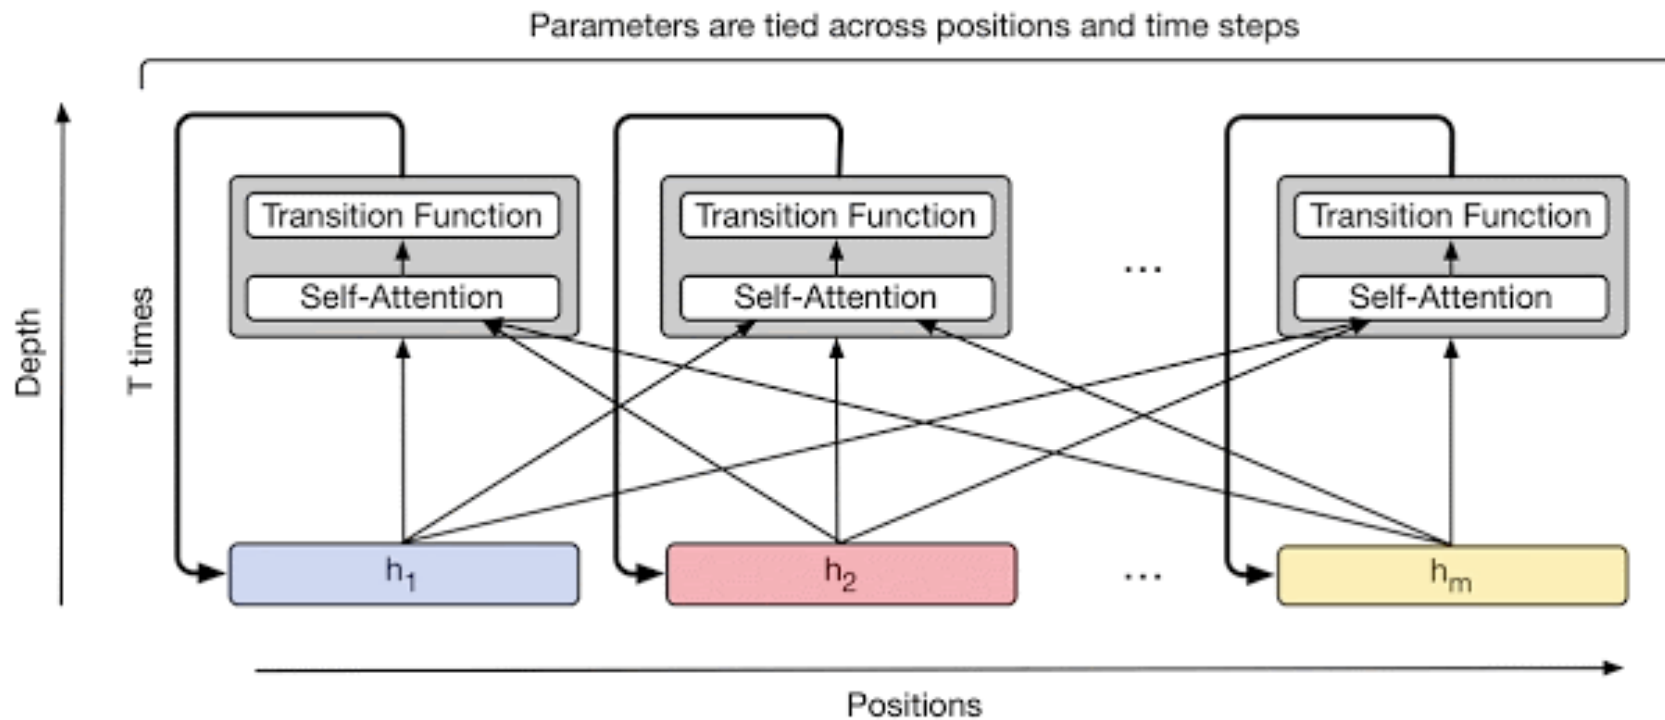 Parameters are tied across positions and time steps
Depth
T times
Transition Function
Self-Attention
Transition Function
Self-Attention
...
Transition Function
Self-Attention
h1
h2
...
hm
Positions